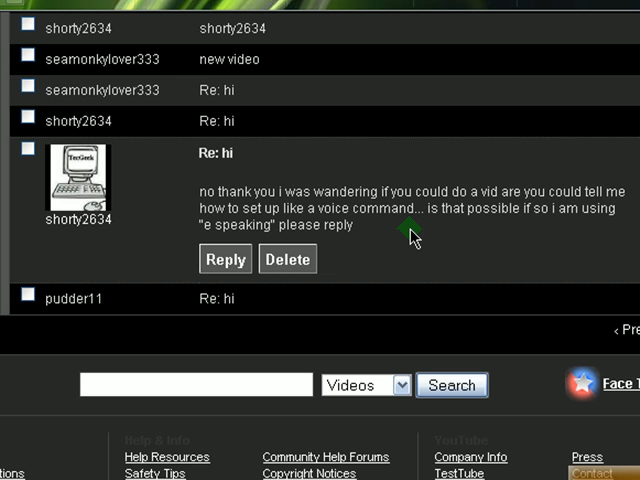 shorty2634 shorty2634
seamonkylover333 new video
seamonkylover333 Re: hi
shorty2634 Re: hi
TecGeek
Re: hi
shorty2634
no thank you i was wandering if you could do a vid are you could tell me
how to set up like a voice command... is that possible if so i am using
"e speaking" please reply
Reply Delete
pudder11 Re: hi
‹ Pre
Videos Search
Face T
Help & Info YouTube
Help Resources Community Help Forums Company Info Press
tions Safety Tips Copyright Notices TestTube Contact